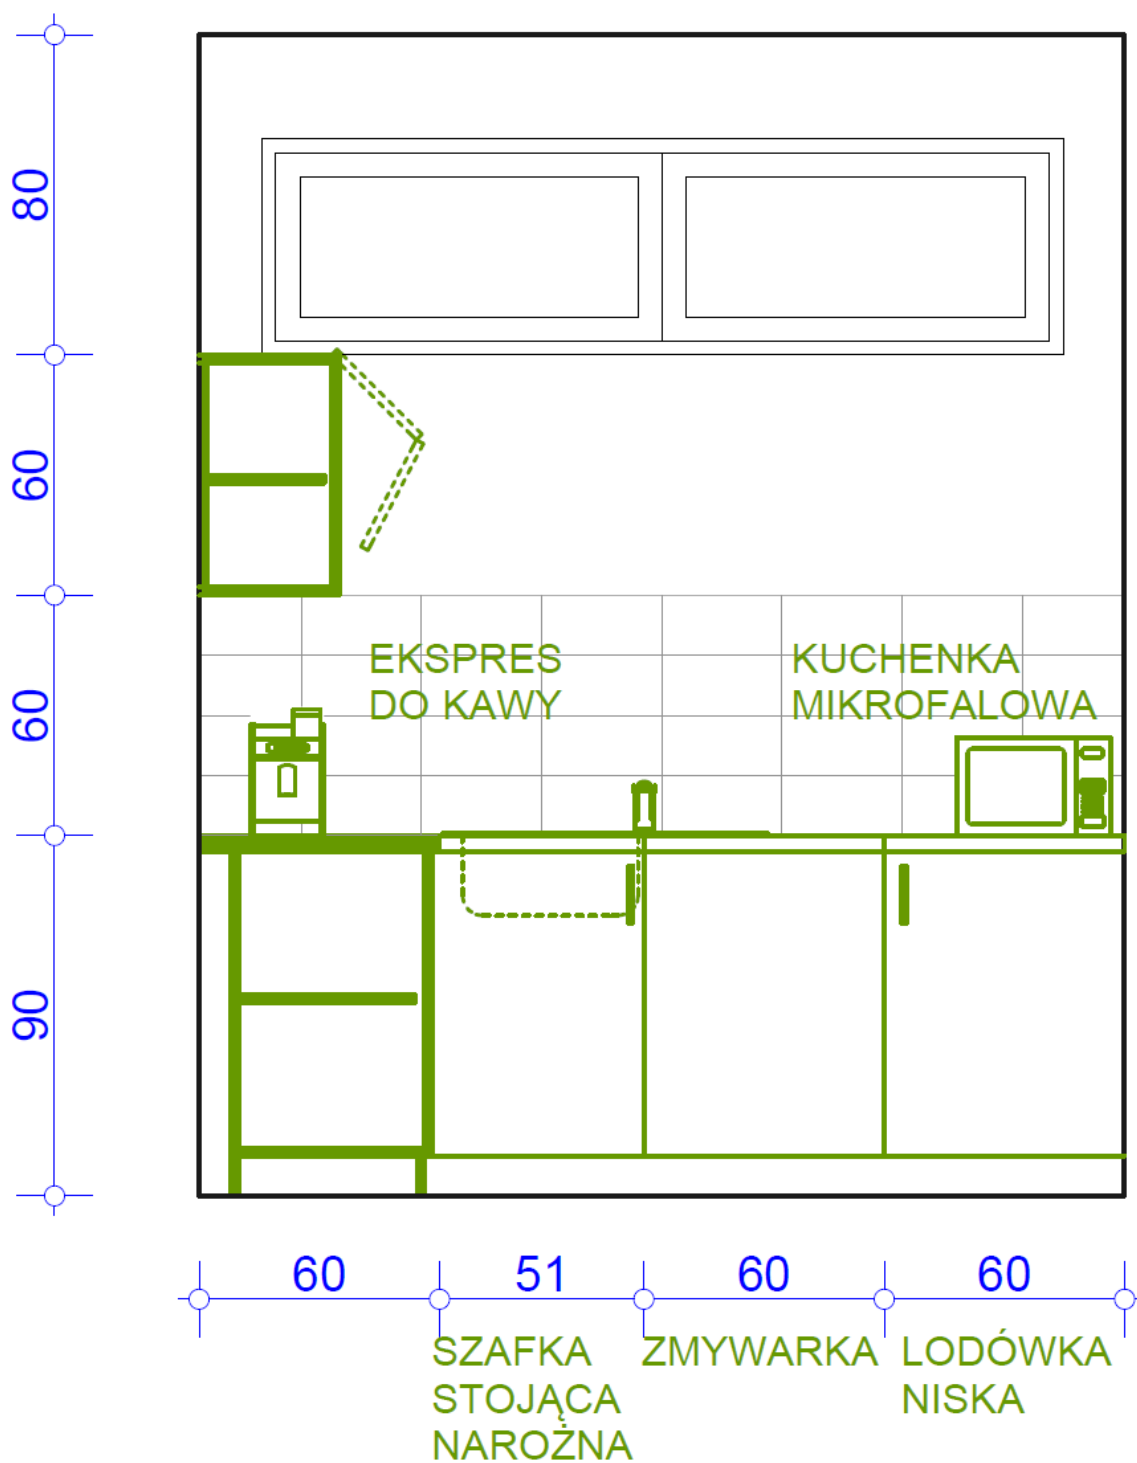 80
60
EKSPRES
DO KAWY
KUCHENKA
MIKROFALOWA
60
90
60
51
60
60
SZAFKA
STOJĄCA
NAROŻNA
ZMYWARKA
LODÓWKA
NISKA